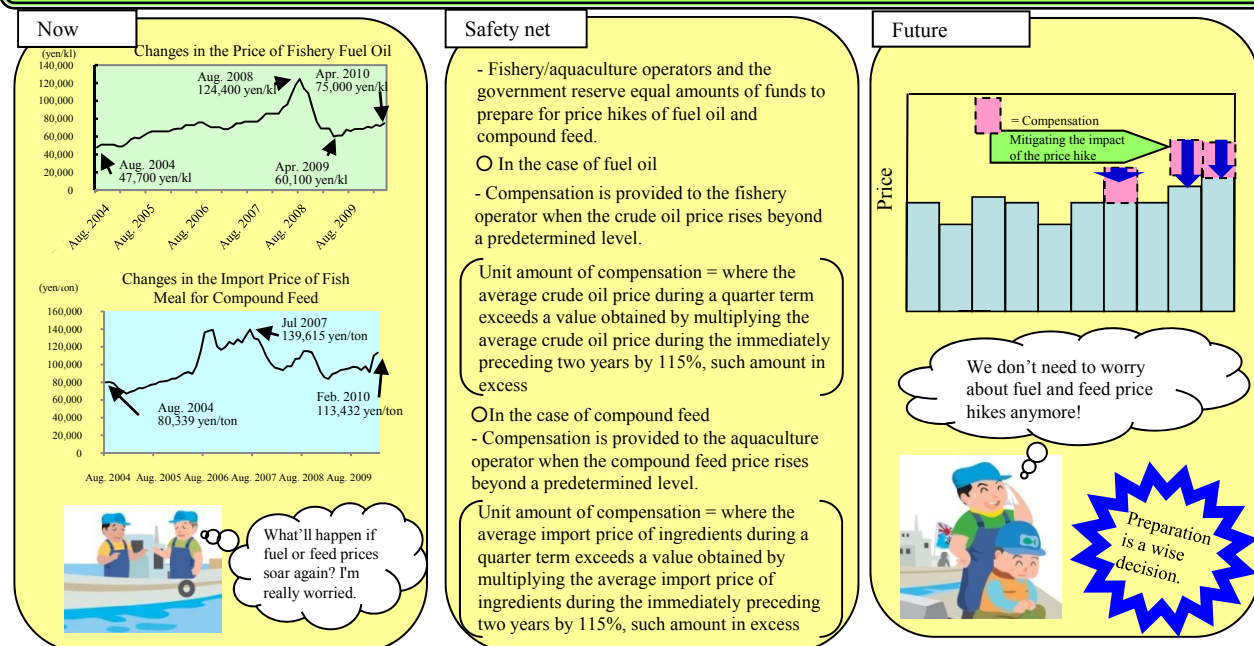 Now
Changes in the Price of Fishery Fuel Oil
(yen/kl)
140,000
120,000
100,000
80,000
60,000
40,000
20,000
0
Aug. 2008
124,400 yen/kl
Apr. 2010
75,000 yen/kl
Aug. 2004
47,700 yen/kl
Apr. 2009
60,100 yen/kl
Aug. 2004
Aug. 2005
Aug. 2006
Aug. 2007
Aug. 2008
Aug. 2009
Changes in the Import Price of Fish
Meal for Compound Feed
(yen/ton)
160,000
140,000
120,000
100,000
80,000
60,000
40,000
20,000
0
Jul 2007
139,615 yen/ton
Aug. 2004
80,339 yen/ton
Feb. 2010
113,432 yen/ton
Aug. 2004 Aug. 2005 Aug. 2006 Aug. 2007 Aug. 2008 Aug. 2009
What'll happen if
fuel or feed prices
soar again? I'm
really worried.
Safety net
- Fishery/aquaculture operators and the
government reserve equal amounts of funds to
prepare for price hikes of fuel oil and
compound feed.
○ In the case of fuel oil
- Compensation is provided to the fishery
operator when the crude oil price rises beyond
a predetermined level.
Unit amount of compensation = where the
average crude oil price during a quarter term
exceeds a value obtained by multiplying the
average crude oil price during the immediately
preceding two years by 115%, such amount in
excess
○In the case of compound feed
- Compensation is provided to the aquaculture
operator when the compound feed price rises
beyond a predetermined level.
Unit amount of compensation = where the
average import price of ingredients during a
quarter term exceeds a value obtained by
multiplying the average import price of
ingredients during the immediately preceding
two years by 115%, such amount in excess
Future
= Compensation
Mitigating the impact
of the price hike
Price
We don't need to worry
about fuel and feed price
hikes anymore!
Preparation
is a wise
decision.